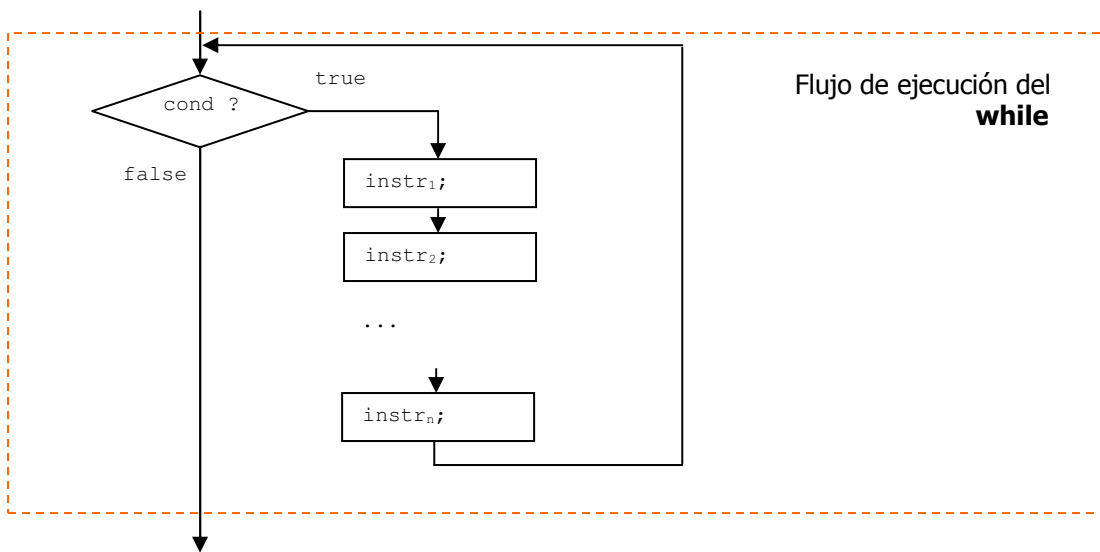 true
cond ?
Flujo de ejecución del
while
false
instr₁;
instr₂;
...
instrₙ;